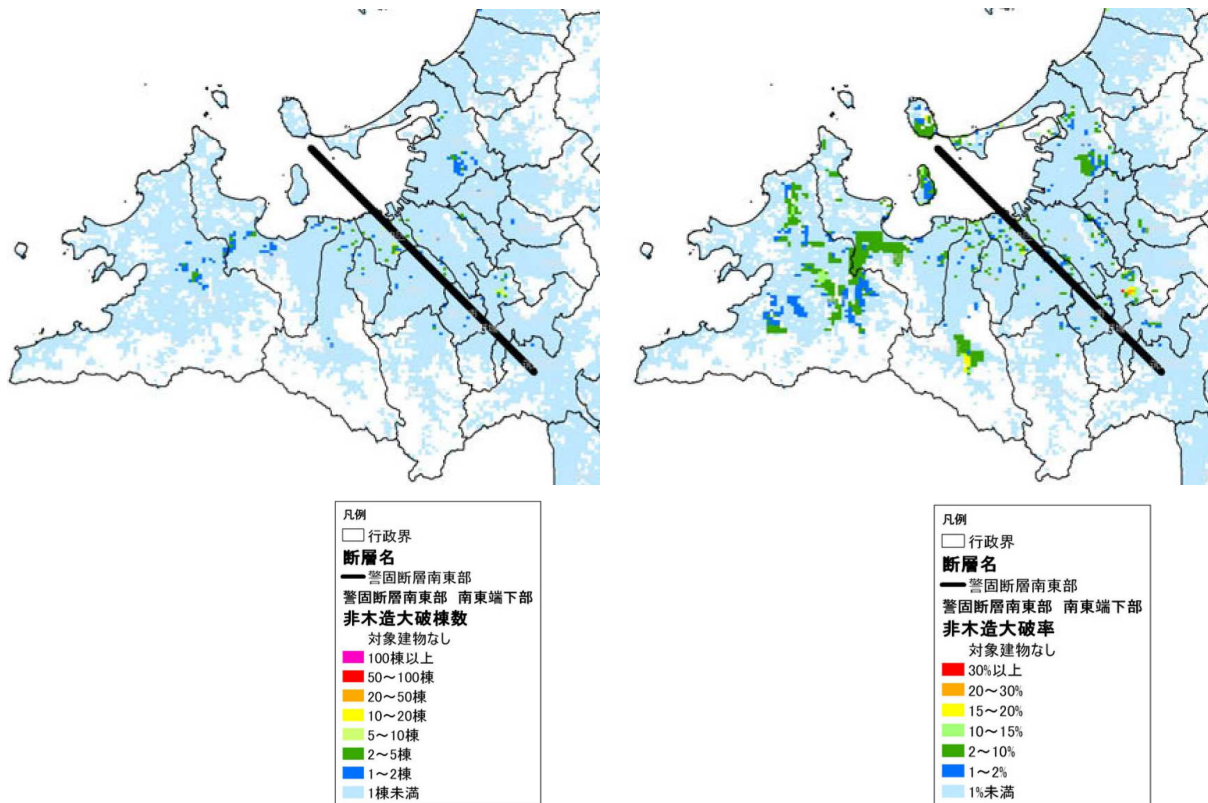 凡例
行政界
断層名
警固断層南東部
警固断層南東部 南東端下部
非木造大破棟数
対象建物なし
100棟以上
50～100棟
20～50棟
10～20棟
5～10棟
2～5棟
1～2棟
1棟未満
凡例
行政界
断層名
警固断層南東部
警固断層南東部 南東端下部
非木造大破率
対象建物なし
30%以上
20～30%
15～20%
10～15%
2～10%
1～2%
1%未満